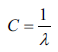 C = 1/λ